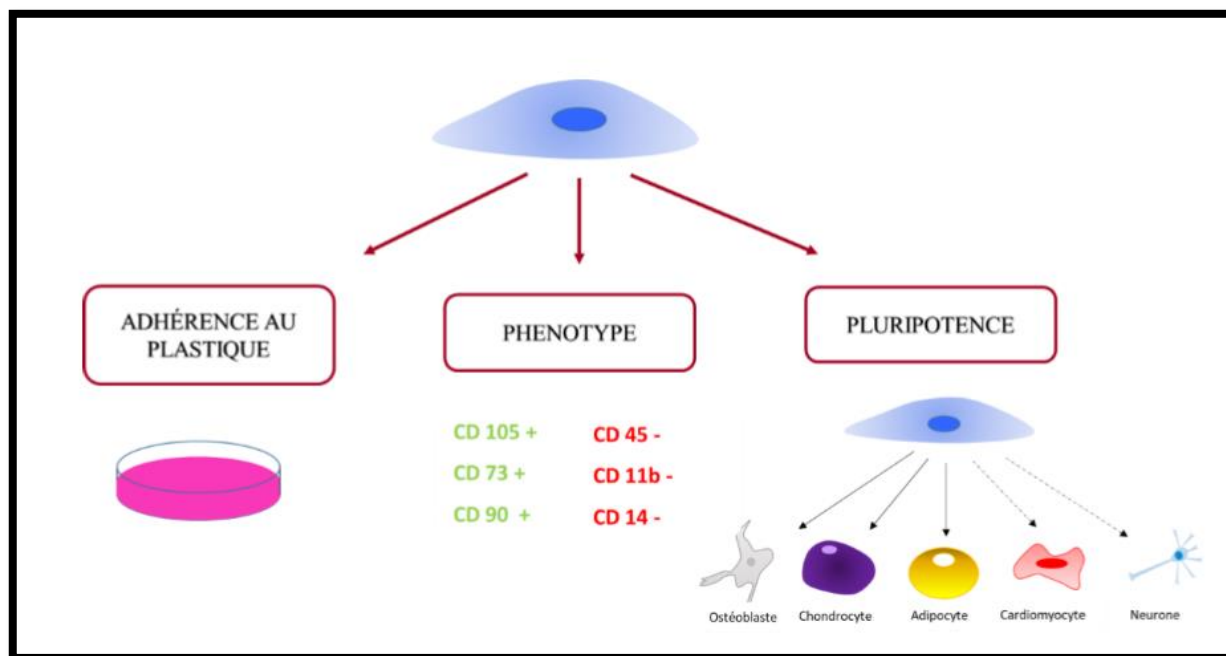 ADHÉRENCE AU
PLASTIQUE
PHENOTYPE
PLURIPOTENCE
CD 105 +
CD 73 +
CD 90 +
CD 45 -
CD 11b -
CD 14 -
Ostéoblaste
Chondrocyte
Adipocyte
Cardiomyocyte
Neurone